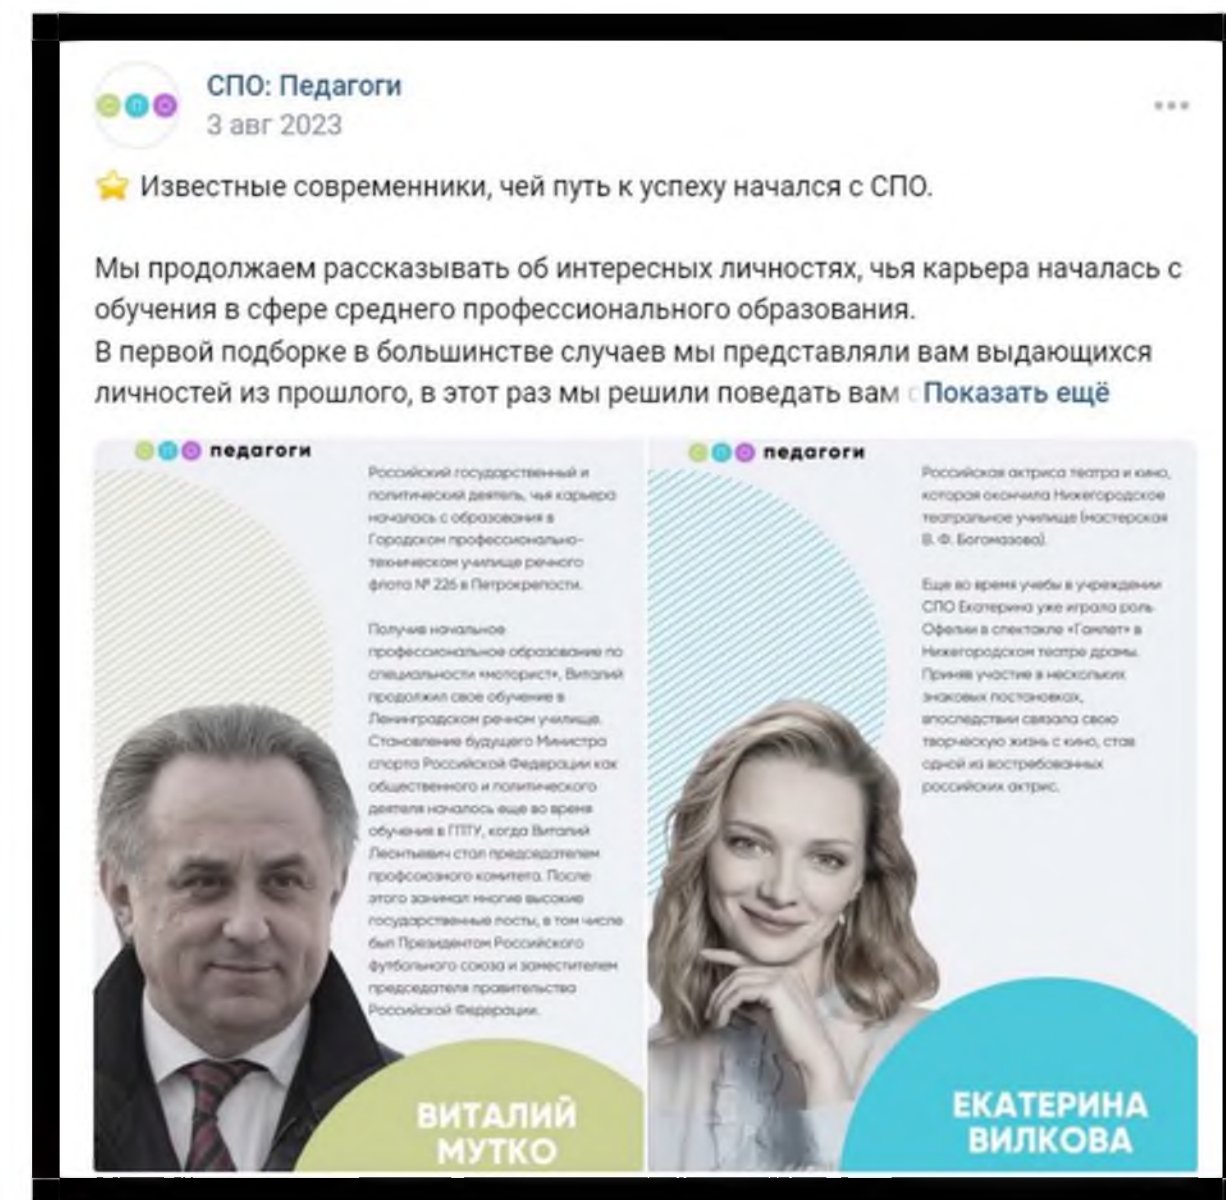 СПО: Педагоги
3 авг 2023
Известные современники, чей путь к успеху начался с СПО.
Мы продолжаем рассказывать об интересных личностях, чья карьера началась с
обучения в сфере среднего профессионального образования.
В первой подборке в большинстве случаев мы представляли вам выдающихся
личностей из прошлого, в этот раз мы решили поведать вам с Показать ещё
СПО педагоги
Российский государственный и
политический деятель, чья карьера
началась с образования в
Городском профессионально-
техническом училище речного
флота № 226 в Петрокрепости.
Получив начальное
профессиональное образование по
специальности «моторист», Виталий
продолжил свое обучение в
Ленинградском речном училище.
Становление будущего Министра
спорта Российской Федерации как
общественного и политического
деятеля началось еще во время
обучения в ГПТУ, когда Виталий
Леонтьевич стал председателем
профсоюзного комитета. После
этого занимал многие высокие
государственные посты, в том числе
был Президентом Российского
футбольного союза и заместителем
председателя правительства
Российской Федерации.
ВИТАЛИЙ
МУТКО
СПО педагоги
Российская актриса театра и кино,
которая окончила Нижегородское
театральное училище (мастерская
В. Ф. Богомазова).
Еще во время учебы в учреждении
СПО Екатерина уже играла роль
Офелии в спектакле «Гамлет» в
Нижегородском театре драмы.
Приняв участие в нескольких
знаковых постановках,
впоследствии связала свою
творческую жизнь с кино, став
одной из востребованных
российских актрис.
ЕКАТЕРИНА
ВИЛКОВА